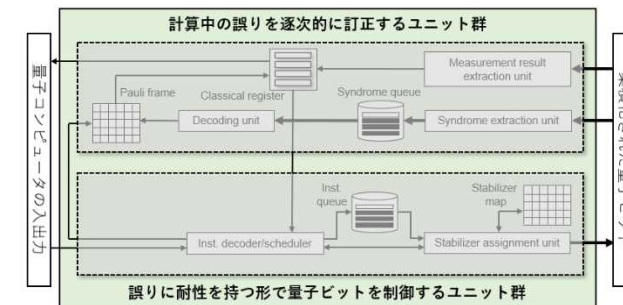 計算中の誤りを逐次的に訂正するユニット群
量子コンピュータの入出力
Measurement result
extraction unit
Pauli frame
Classical register
Syndrome queue
Decoding unit
Syndrome extraction unit
Inst.
queue
Stabilizer
map
Inst. decoder/scheduler
Stabilizer assignment unit
誤りに耐性を持つ形で量子ビットを制御するユニット群